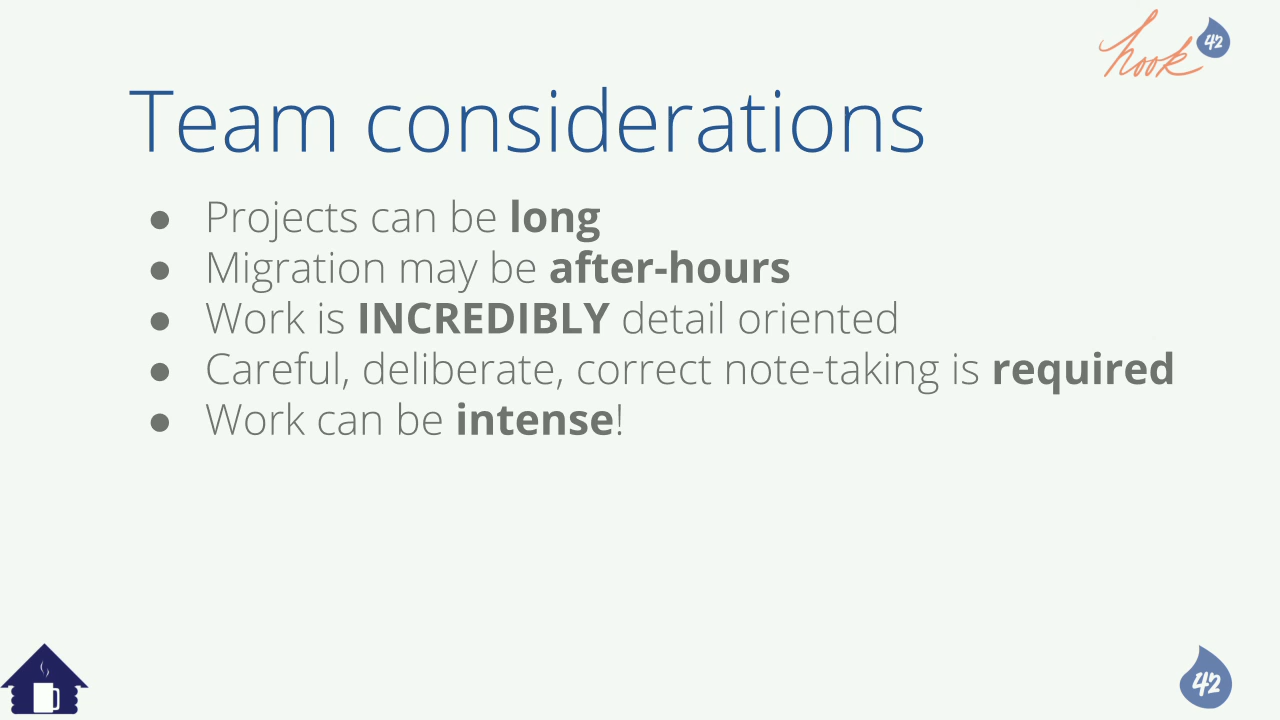 hook 42
Team considerations
● Projects can be long
● Migration may be after-hours
● Work is INCREDIBLY detail oriented
● Careful, deliberate, correct note-taking is required
● Work can be intense!
42